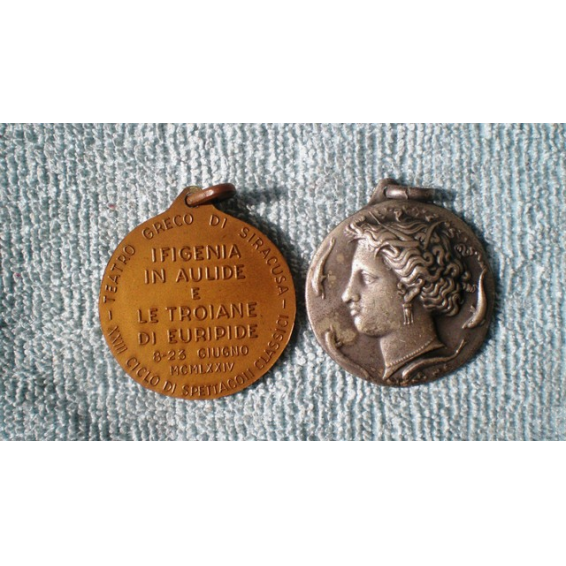 – TEATRO GRECO DI SIRACUSA –
IFIGENIA
IN AULIDE
E
LE TROIANE
DI EURIPIDE
8-23 GIUGNO
MCMLXXIV
XXIII CICLO DI SPETTACOLI CLASSICI